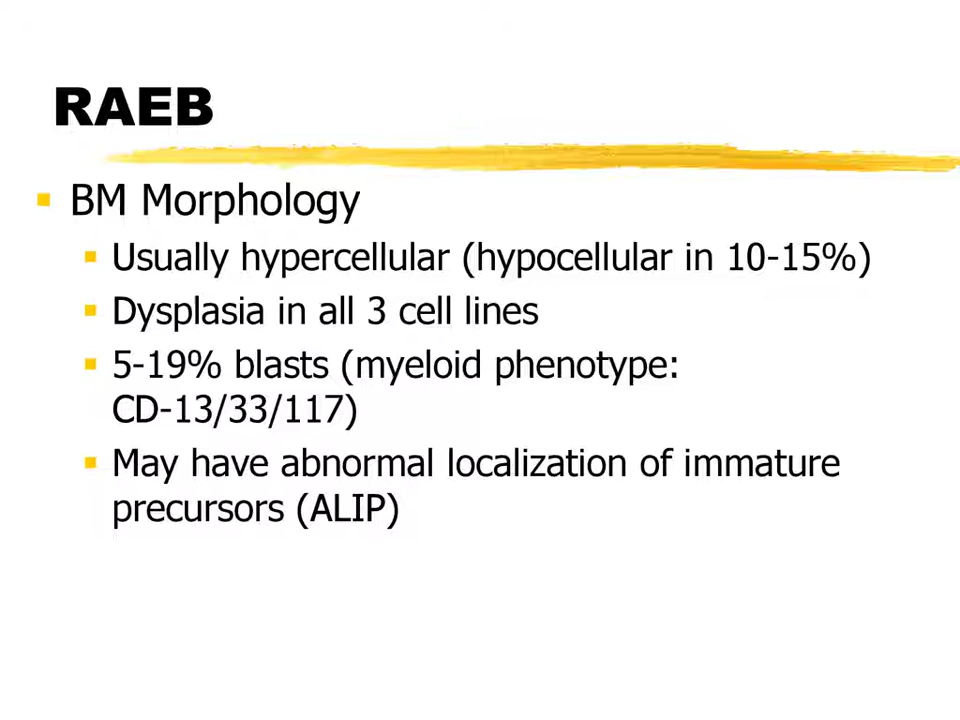 RAEB
BM Morphology
Usually hypercellular (hypocellular in 10-15%)
Dysplasia in all 3 cell lines
5-19% blasts (myeloid phenotype:
CD-13/33/117)
May have abnormal localization of immature
precursors (ALIP)